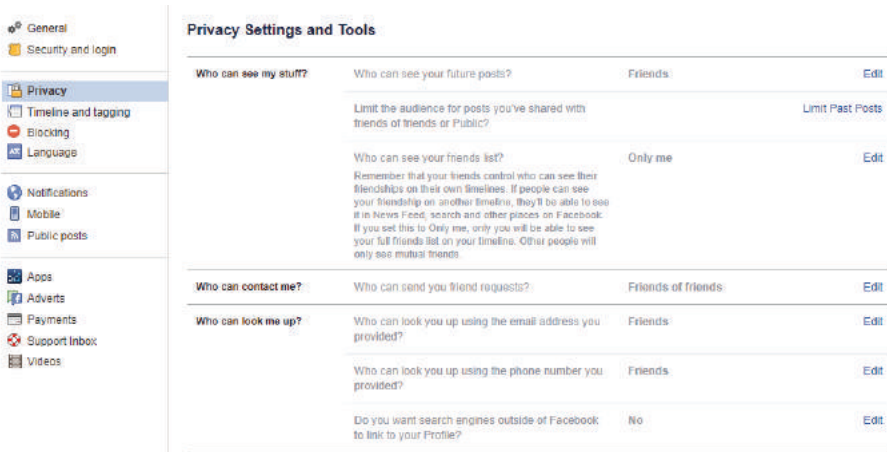 General
Security and login
Privacy
Timeline and tagging
Blocking
Language
Notifications
Mobile
Public posts
Apps
Adverts
Payments
Support Inbox
Videos
Privacy Settings and Tools
Who can see my stuff?
Who can see your future posts?
Friends
Edit
Limit the audience for posts you've shared with
friends of friends or Public?
Limit Past Posts
Who can see your friends list?
Only me
Edit
Remember that your friends control who can see their
friendships on their own timelines. If people can see
your friendship on another timeline, they'll be able to see
it in News Feed, search and other places on Facebook.
If you set this to Only me, only you will be able to see
your full friends list on your timeline. Other people will
only see mutual friends.
Who can contact me?
Who can send you friend requests?
Friends of friends
Edit
Who can look me up?
Who can look you up using the email address you
provided?
Friends
Edit
Who can look you up using the phone number you
provided?
Friends
Edit
Do you want search engines outside of Facebook
to link to your Profile?
No
Edit